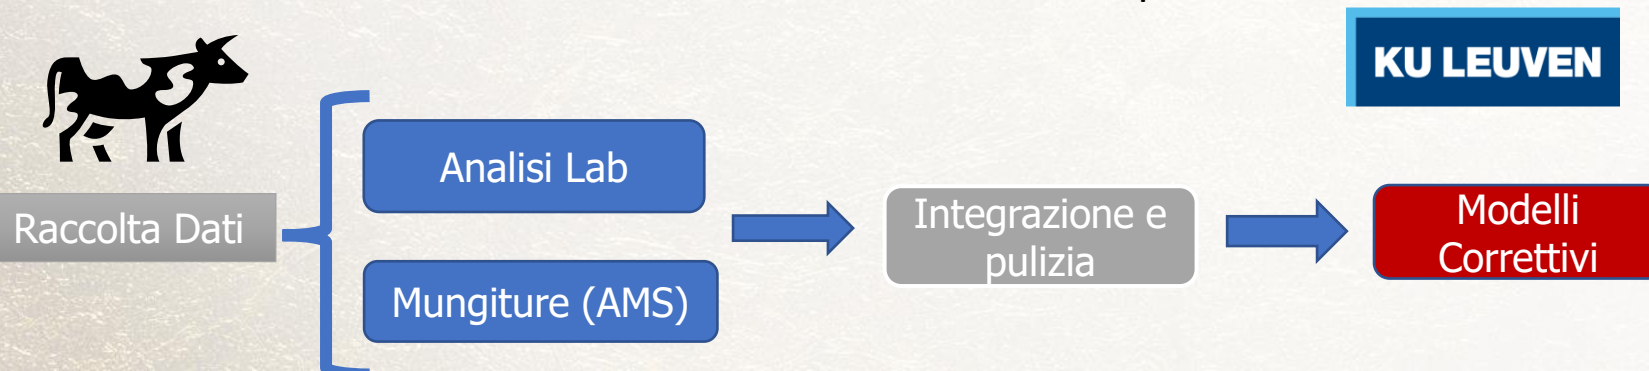 KU LEUVEN
Raccolta Dati
Analisi Lab
Mungiture (AMS)
Integrazione e
pulizia
Modelli
Correttivi